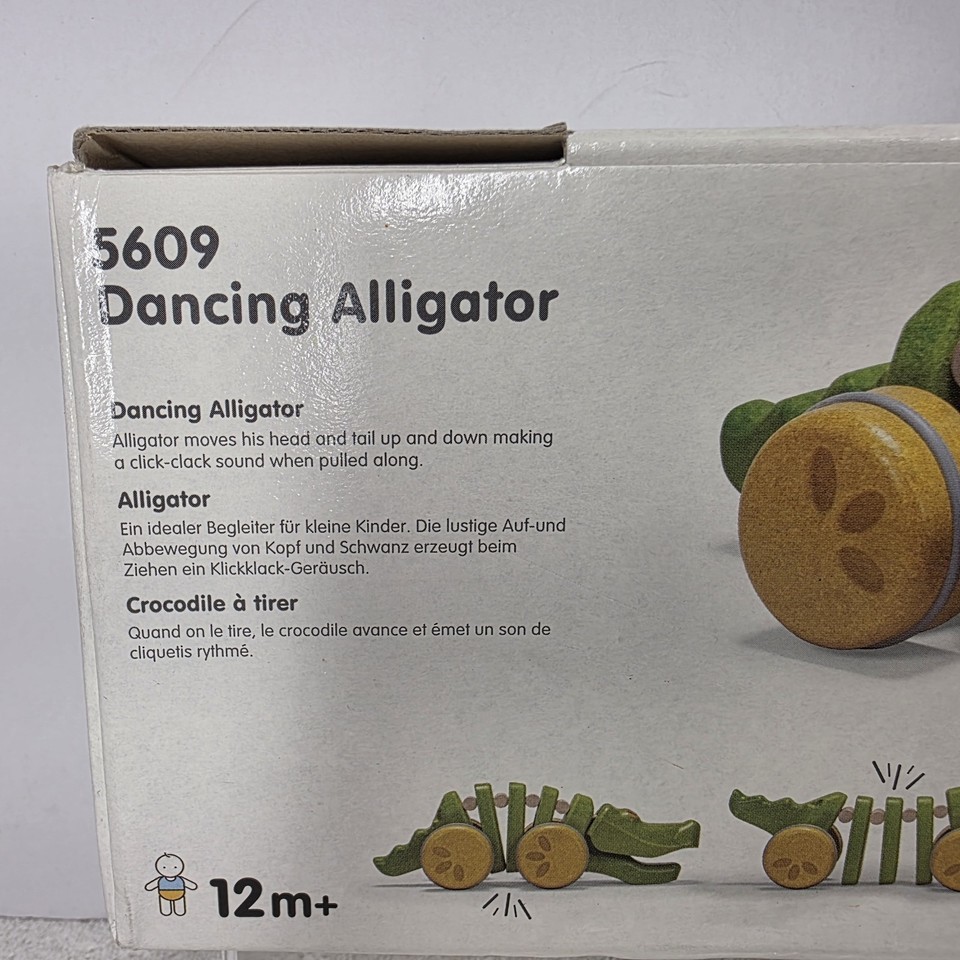 5609
Dancing Alligator
Dancing Alligator
Alligator moves his head and tail up and down making
a click-clack sound when pulled along.
Alligator
Ein idealer Begleiter für kleine Kinder. Die lustige Auf-und
Abbewegung von Kopf und Schwanz erzeugt beim
Ziehen ein Klickklack-Geräusch.
Crocodile à tirer
Quand on le tire, le crocodile avance et émet un son de
cliquetis rythmé.
12m+